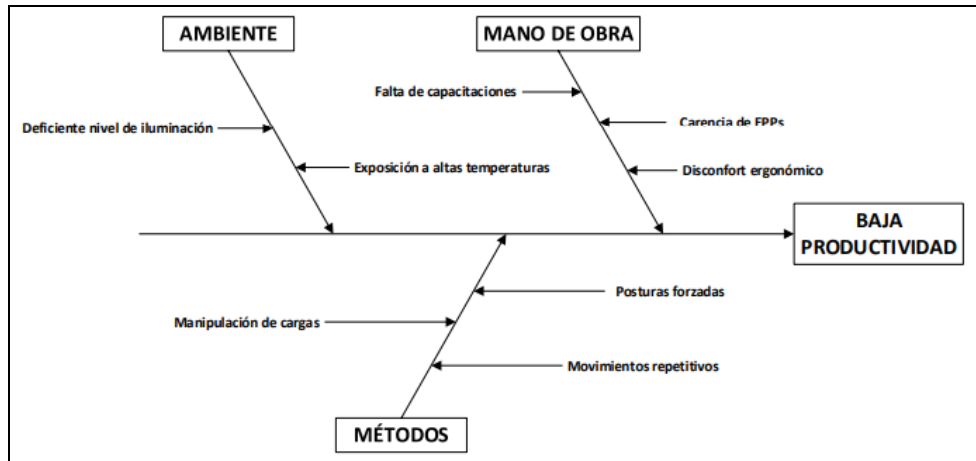 AMBIENTE
MANO DE OBRA
Falta de capacitaciones
Deficiente nivel de iluminación
Carencia de EPPs
Exposición a altas temperaturas
Disconfort ergonómico
BAJA
PRODUCTIVIDAD
Posturas forzadas
Manipulación de cargas
Movimientos repetitivos
MÉTODOS